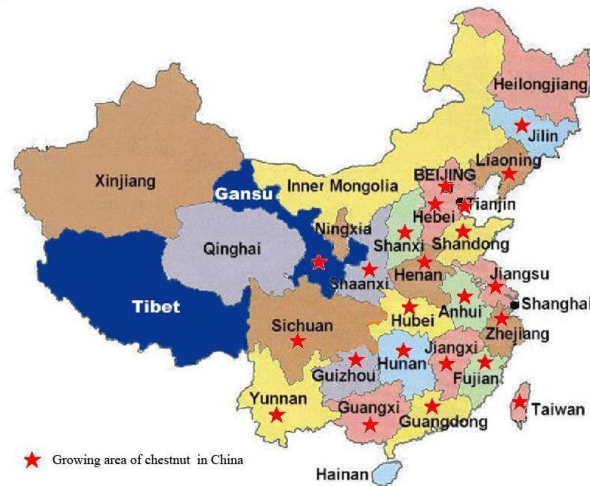 Heilongjiang
Jilin
Liaoning
Xinjiang
Gansu
Inner Mongolia
BEIJING
Tianjin
Hebei
Ningxia
Qinghai
Shanxi
Shandong
Shaanxi
Henan
Jiangsu
Tibet
Anhui
Shanghai
Sichuan
Hubei
Zhejiang
Hunan
Jiangxi
Guizhou
Fujian
Yunnan
Guangxi
Guangdong
Taiwan
Growing area of chestnut in China
Hainan